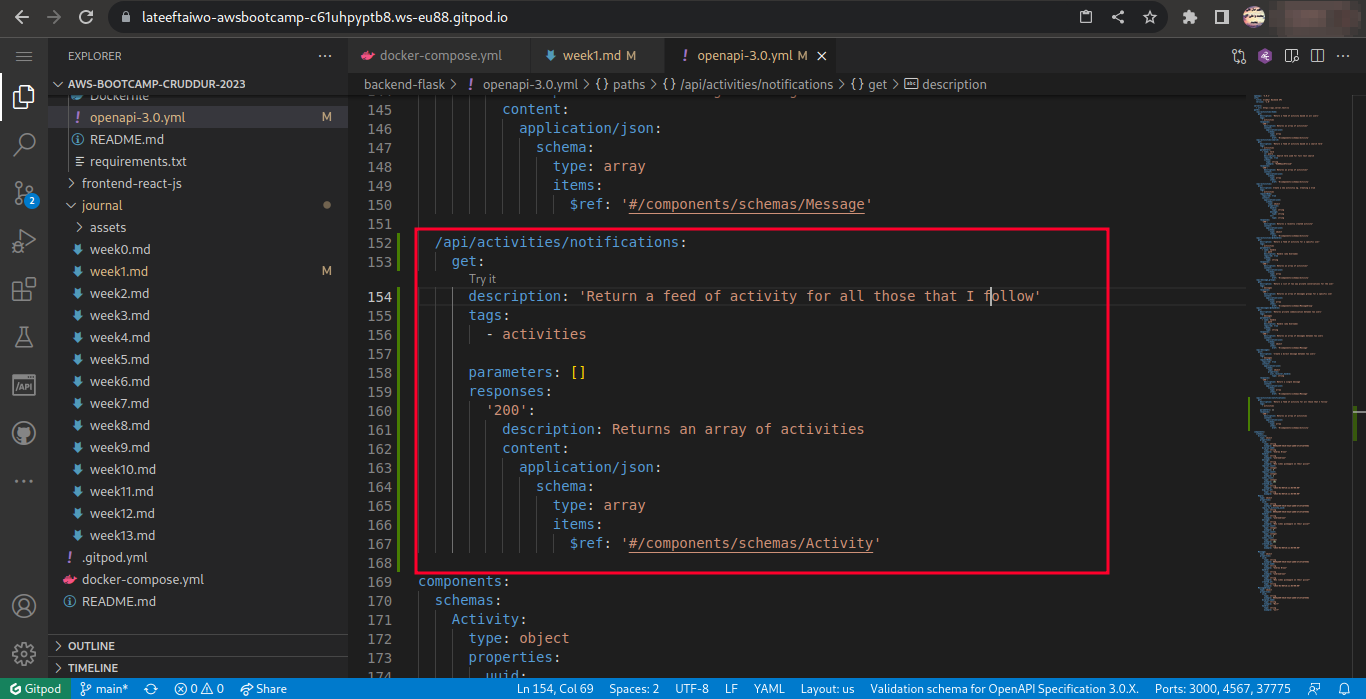 lateeftaiwo-awsbootcamp-c61uhpyptb8.ws-eu88.gitpod.io
EXPLORER
docker-compose.yml
week1.md M
openapi-3.0.yml M
AWS-BOOTCAMP-CRUDDUR-2023
backend-flask > ! openapi-3.0.yml > {} paths > {} /api/activities/notifications > {} get > description
Dockerfile
openapi-3.0.yml M
README.md
requirements.txt
frontend-react-js
journal
assets
week0.md
week1.md M
week2.md
week3.md
week4.md
week5.md
week6.md
week7.md
week8.md
week9.md
week10.md
week11.md
week12.md
week13.md
.gitpod.yml
docker-compose.yml
README.md
OUTLINE
TIMELINE
2
/API
145 content:
146 application/json:
147 schema:
148 type: array
149 items:
150 $ref: '#/components/schemas/Message'
151
152 /api/activities/notifications:
153 get:
Try it
154 description: 'Return a feed of activity for all those that I follow'
155 tags:
156 - activities
157
158 parameters: []
159 responses:
160 '200':
161 description: Returns an array of activities
162 content:
163 application/json:
164 schema:
165 type: array
166 items:
167 $ref: '#/components/schemas/Activity'
168
169 components:
170 schemas:
171 Activity:
172 type: object
173 properties:
174 uuid:
Gitpod main* 0 0 Share Ln 154, Col 69 Spaces: 2 UTF-8 LF YAML Layout: us Validation schema for OpenAPI Specification 3.0.X. Ports: 3000, 4567, 37775